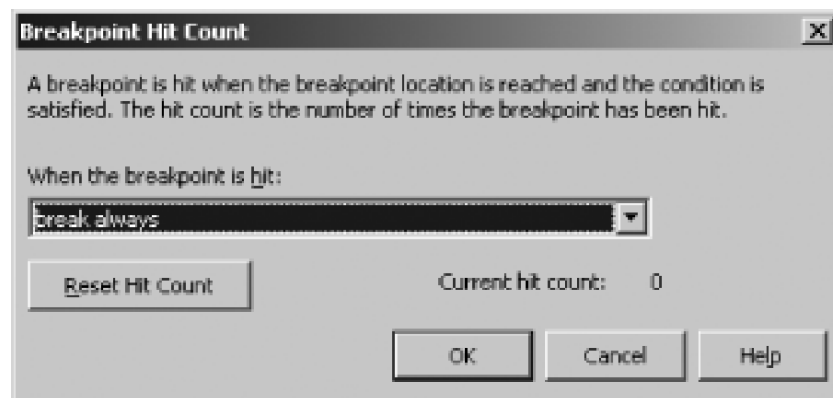 Breakpoint Hit Count
A breakpoint is hit when the breakpoint location is reached and the condition is
satisfied. The hit count is the number of times the breakpoint has been hit.
When the breakpoint is hit:
break always
Reset Hit Count
Current hit count: 0
OK Cancel Help